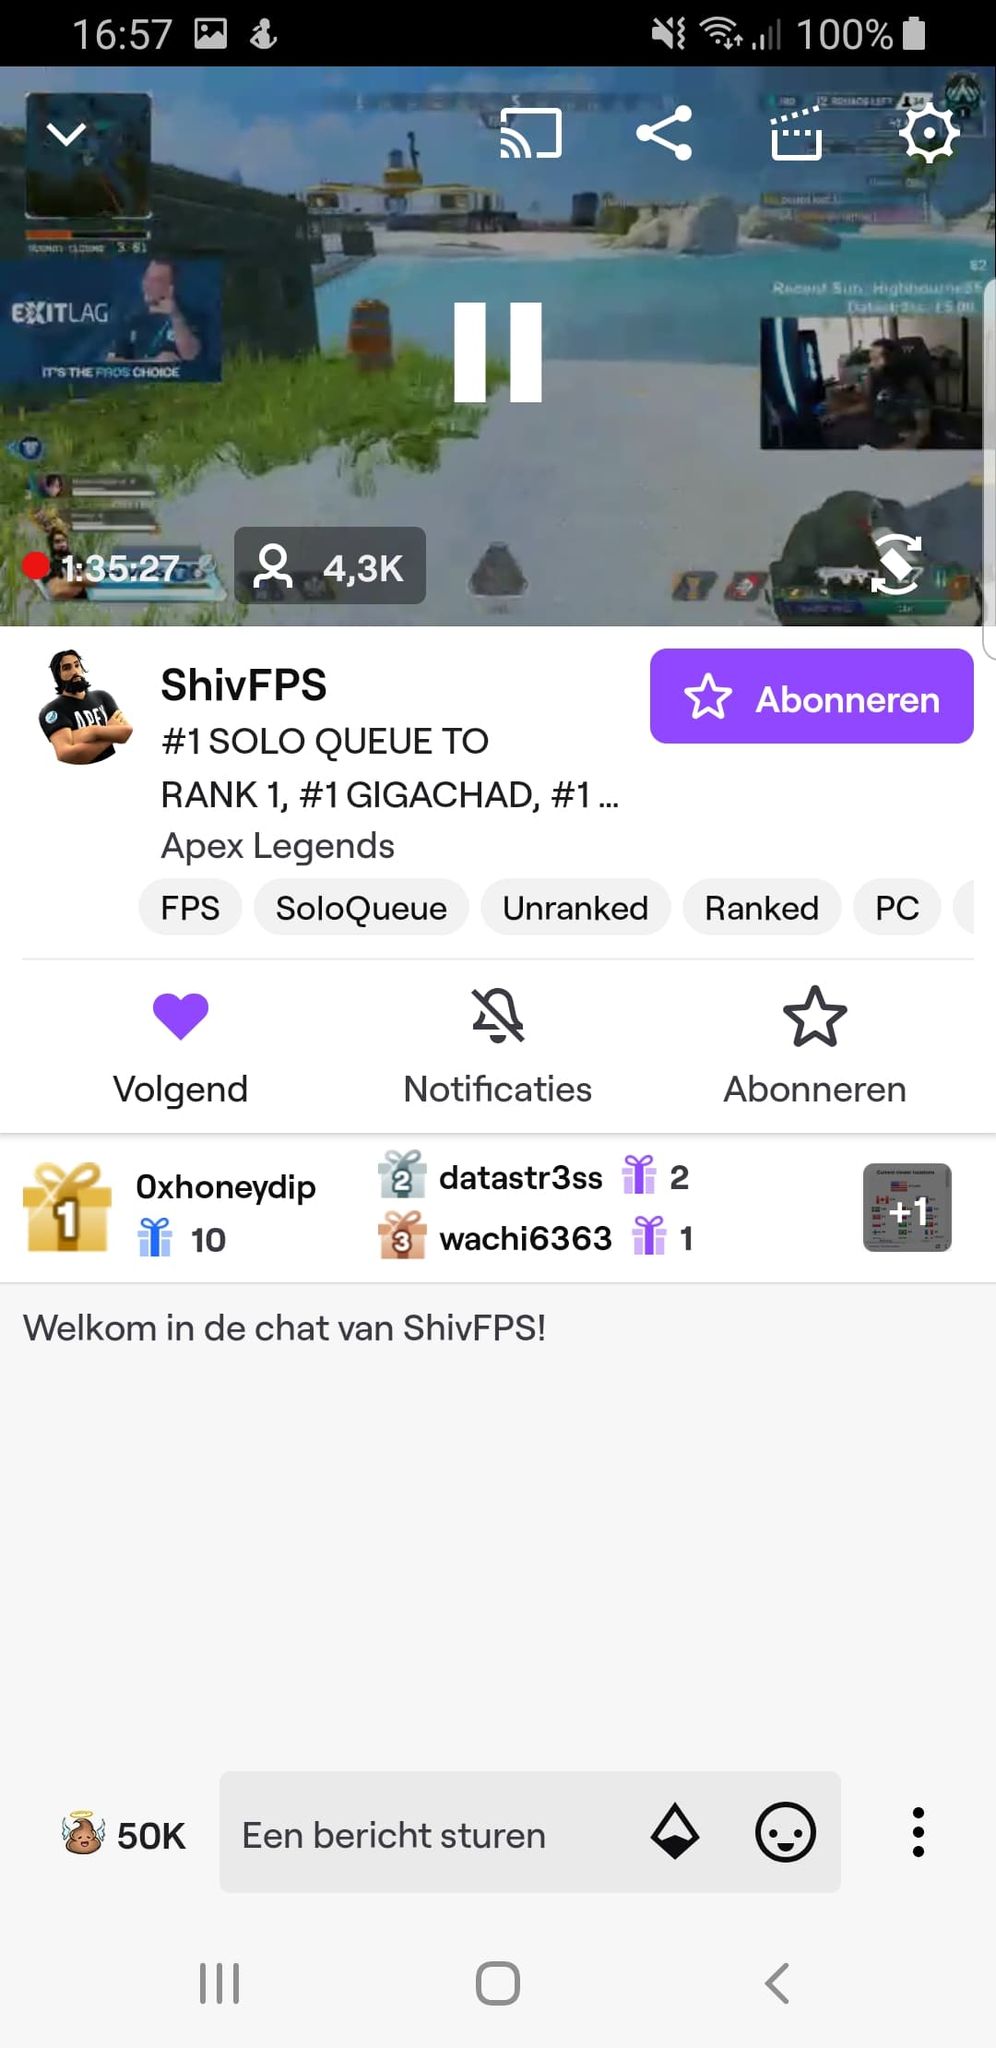 16:57
100%
EXITLAG
IT'S THE PROS CHOICE
1:35:27
4,3K
ShivFPS
Abonneren
#1 SOLO QUEUE TO
RANK 1, #1 GIGACHAD, #1 ...
Apex Legends
FPS
SoloQueue
Unranked
Ranked
PC
Volgend
Notificaties
Abonneren
1
0xhoneydip
10
2
datastr3ss
2
3
wachi6363
1
+1
Welkom in de chat van ShivFPS!
50K
Een bericht sturen